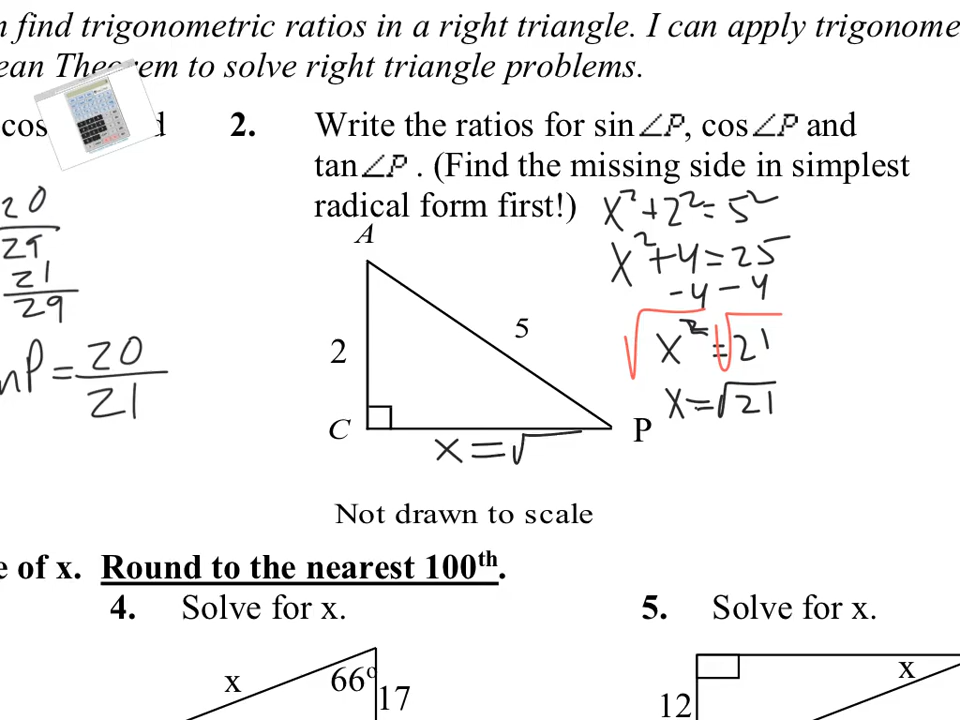 n find trigonometric ratios in a right triangle. I can apply trigonome
ean Theorem to solve right triangle problems.
cos d
20
29
21
29
nP = 20
21
2. Write the ratios for sin∠P, cos∠P and
tan∠P . (Find the missing side in simplest
radical form first!)
x² + 2² = 5²
x² + 4 = 25
-4 -4
√x² = √21
x = √21
A
2
5
C
P
x = √
Not drawn to scale
e of x. Round to the nearest 100th.
4. Solve for x.
5. Solve for x.
x
66°
17
x
12